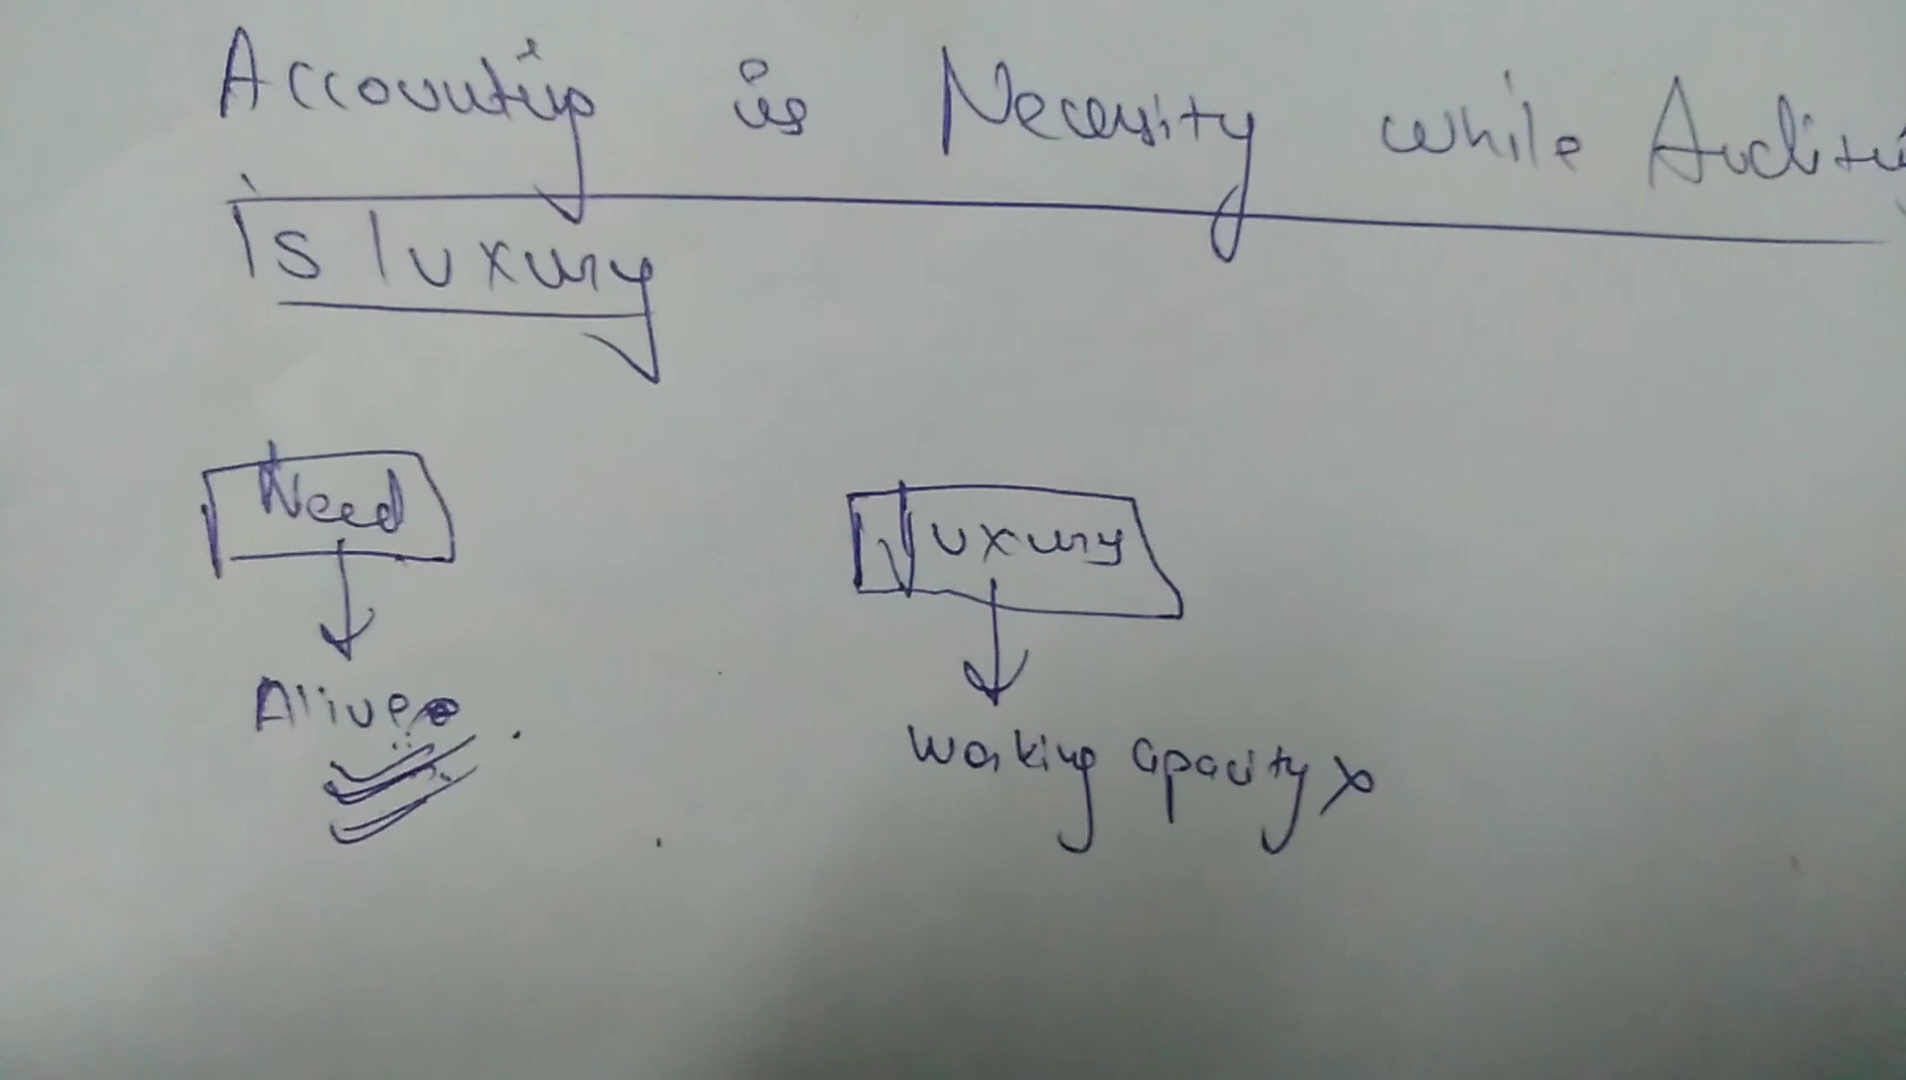 Accounting is Necessity while Auditi
is luxury
Need
luxury
Alive
Working capacity x